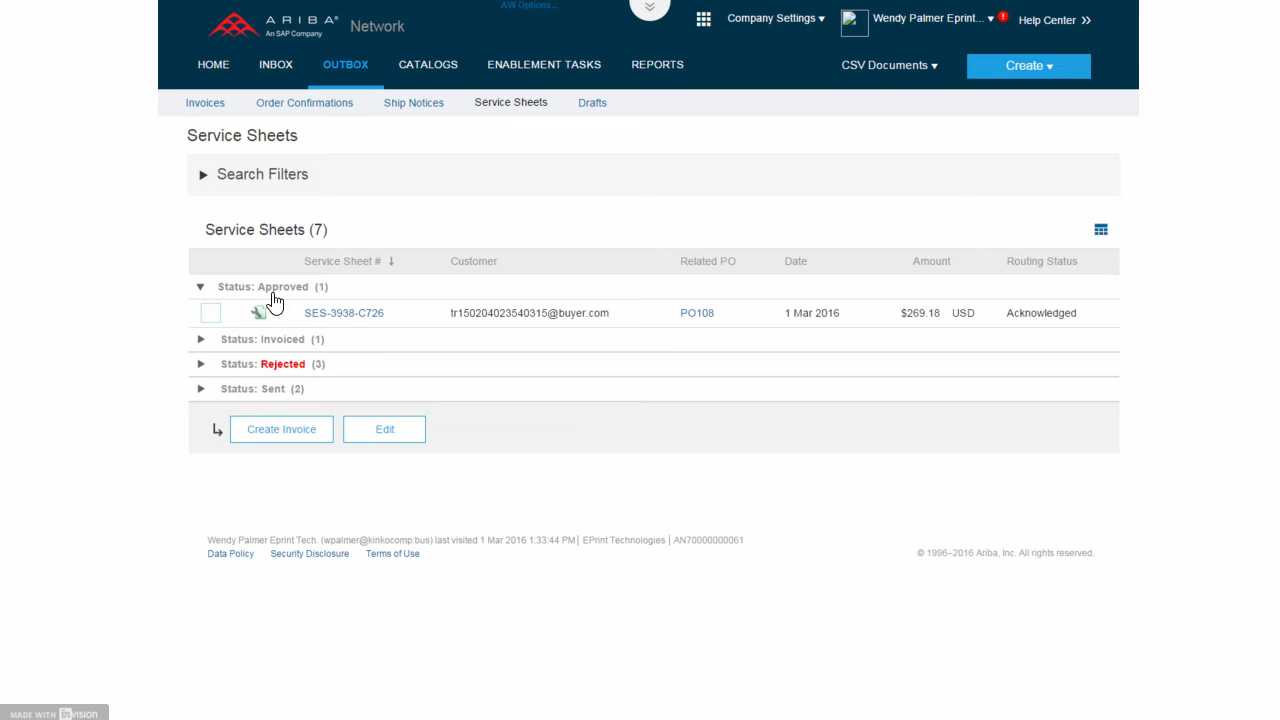 AW Options...
ARIBA®
An SAP Company
Network
Company Settings
Wendy Palmer Eprint...
!
Help Center »
HOME INBOX OUTBOX CATALOGS ENABLEMENT TASKS REPORTS
CSV Documents
Create
Invoices Order Confirmations Ship Notices Service Sheets Drafts
Service Sheets
Search Filters
Service Sheets (7)
Service Sheet # ↓ Customer Related PO Date Amount Routing Status
Status: Approved (1)
SES-3938-C726 tr150204023540315@buyer.com PO108 1 Mar 2016 $269.18 USD Acknowledged
Status: Invoiced (1)
Status: Rejected (3)
Status: Sent (2)
Create Invoice Edit
Wendy Palmer Eprint Tech. (wpalmer@kinkocomp.bus) last visited 1 Mar 2016 1:33:44 PM | EPrint Technologies | AN70000000061
Data Policy Security Disclosure Terms of Use
© 1996–2016 Ariba, Inc. All rights reserved.
MADE WITH invision